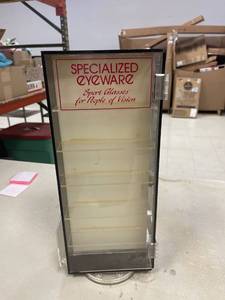 SPECIALIZED
EYEWARE
Sport Glasses
for People of Vision